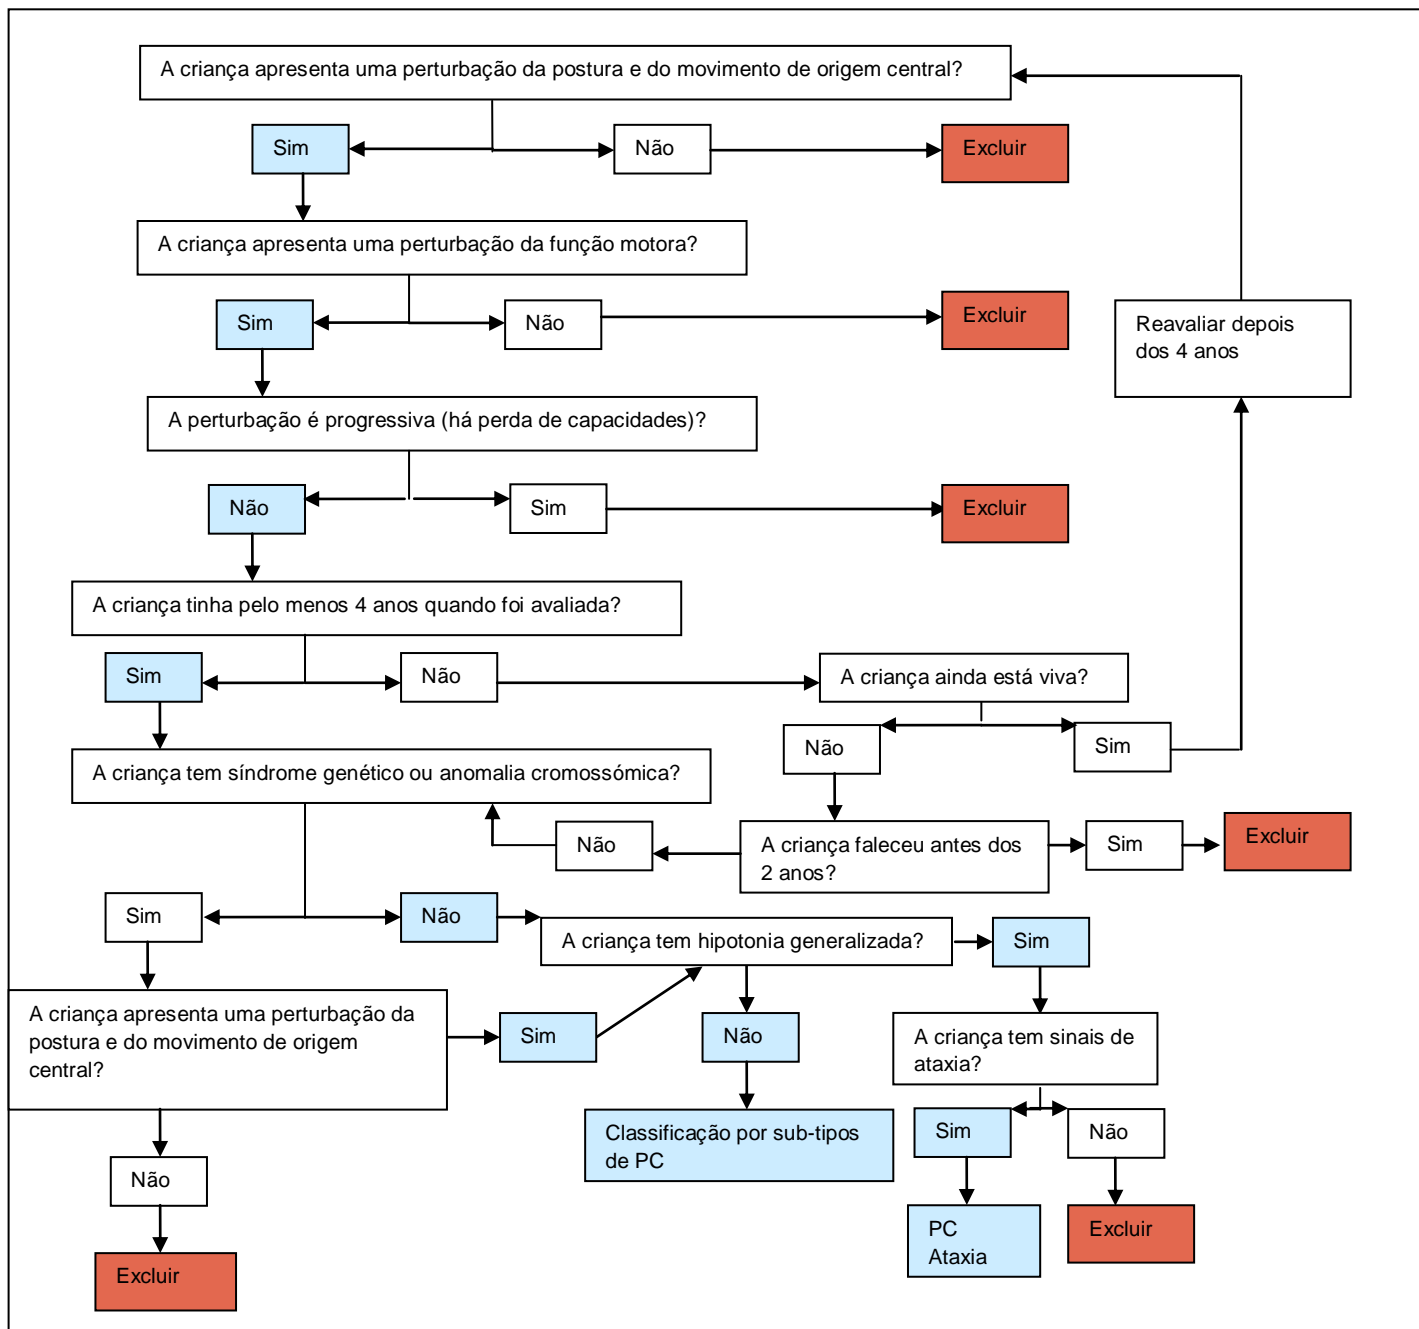 A criança apresenta uma perturbação da postura e do movimento de origem central?
Sim
Não
Excluir
A criança apresenta uma perturbação da função motora?
Sim
Não
Excluir
Reavaliar depois
dos 4 anos
A perturbação é progressiva (há perda de capacidades)?
Não
Sim
Excluir
A criança tinha pelo menos 4 anos quando foi avaliada?
Sim
Não
A criança ainda está viva?
Não
Sim
A criança tem síndrome genético ou anomalia cromossómica?
Não
A criança faleceu antes dos
2 anos?
Sim
Excluir
Sim
Não
A criança tem hipotonia generalizada?
Sim
A criança apresenta uma perturbação da
postura e do movimento de origem
central?
Sim
Não
A criança tem sinais de
ataxia?
Classificação por sub-tipos
de PC
Sim
Não
Não
PC
Ataxia
Excluir
Excluir